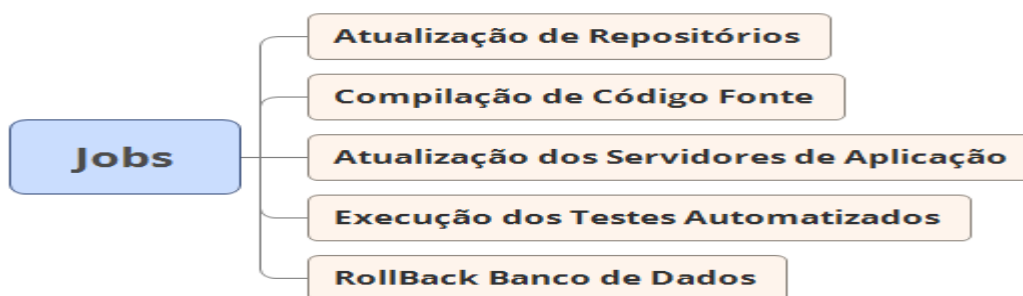 Jobs
Atualização de Repositórios
Compilação de Código Fonte
Atualização dos Servidores de Aplicação
Execução dos Testes Automatizados
RollBack Banco de Dados